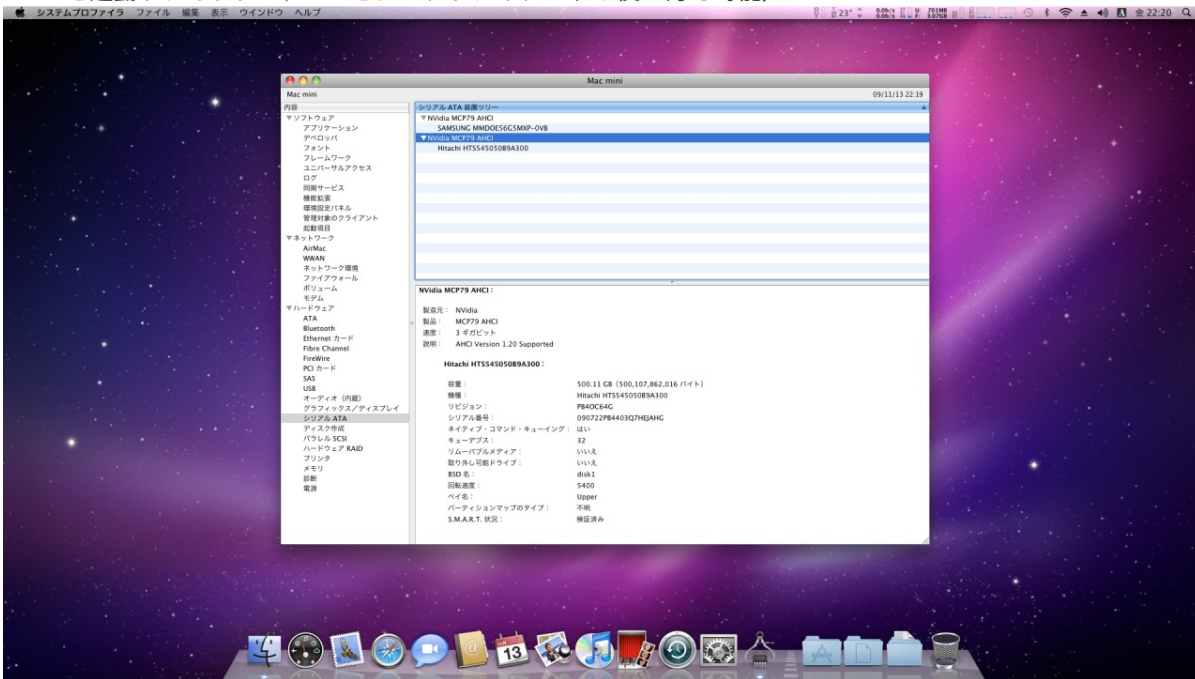 システムプロファイラ ファイル 編集 表示 ウインドウ ヘルプ
23° 0.0b/s 0.0b/s U: 701MB F: 3.07GB 金 22:20
Mac mini
Mac mini 09/11/13 22:19
内容
▼ソフトウェア
アプリケーション
デベロッパ
フォント
フレームワーク
ユニバーサルアクセス
ログ
同期サービス
機能拡張
環境設定パネル
管理対象のクライアント
起動項目
▼ネットワーク
AirMac
WWAN
ネットワーク環境
ファイアウォール
ボリューム
モデム
▼ハードウェア
ATA
Bluetooth
Ethernet カード
Fibre Channel
FireWire
PCI カード
SAS
USB
オーディオ（内蔵）
グラフィックス／ディスプレイ
シリアル ATA
ディスク作成
パラレル SCSI
ハードウェア RAID
プリンタ
メモリ
診断
電源
シリアル ATA 装置ツリー
▼NVidia MCP79 AHCI
SAMSUNG MMDOE56G5MXP-0VB
▼NVidia MCP79 AHCI
Hitachi HTS545050B9A300
NVidia MCP79 AHCI：
製造元： NVidia
製品： MCP79 AHCI
速度： 3 ギガビット
説明： AHCI Version 1.20 Supported
Hitachi HTS545050B9A300：
容量： 500.11 GB（500,107,862,016 バイト）
機種： Hitachi HTS545050B9A300
リビジョン： PB4OC64G
シリアル番号： 090722PB4403Q7HEJAHG
ネイティブ・コマンド・キューイング： はい
キューデプス： 32
リムーバブルメディア： いいえ
取り外し可能ドライブ： いいえ
BSD 名： disk1
回転速度： 5400
ベイ名： Upper
パーティションマップのタイプ： 不明
S.M.A.R.T. 状況： 検証済み
13